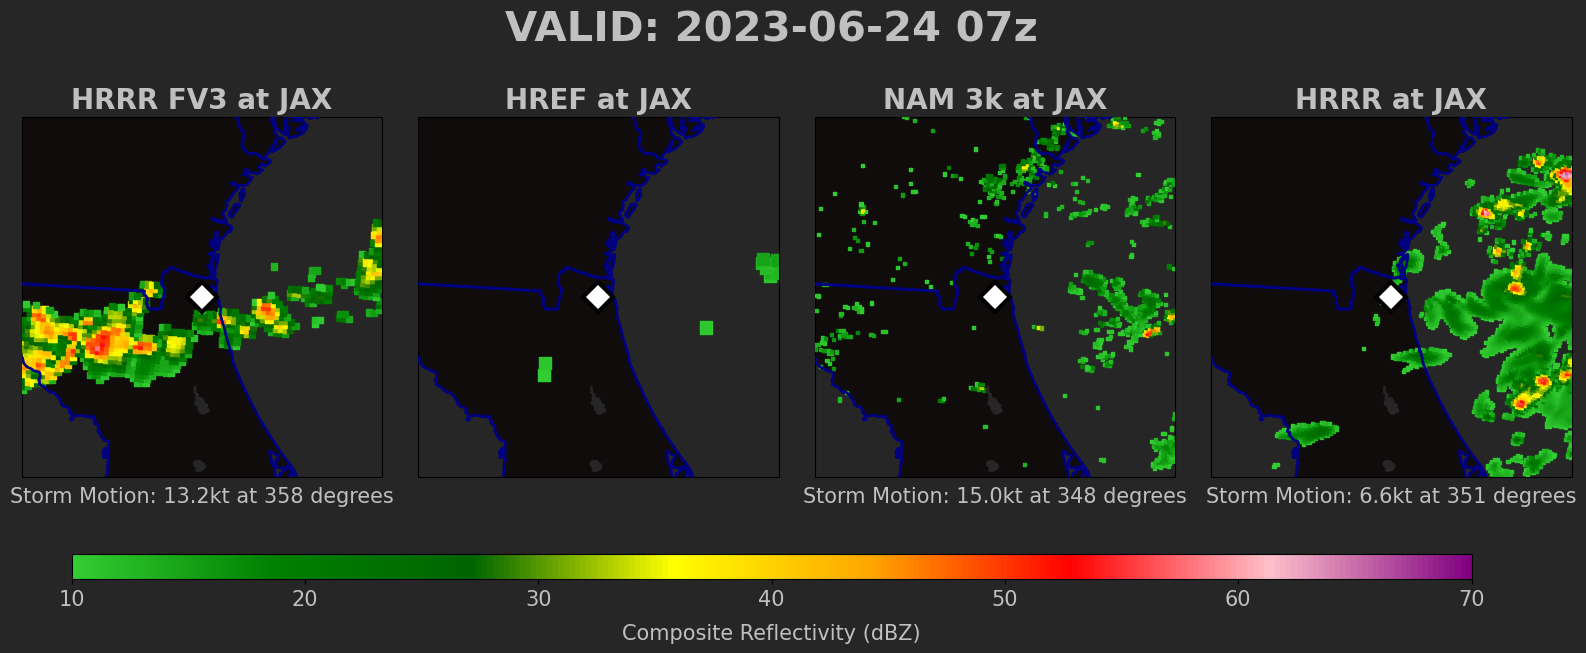 VALID: 2023-06-24 07z
HRRR FV3 at JAX
HREF at JAX
NAM 3k at JAX
HRRR at JAX
Storm Motion: 13.2kt at 358 degrees
Storm Motion: 15.0kt at 348 degrees
Storm Motion: 6.6kt at 351 degrees
10 20 30 40 50 60 70
Composite Reflectivity (dBZ)